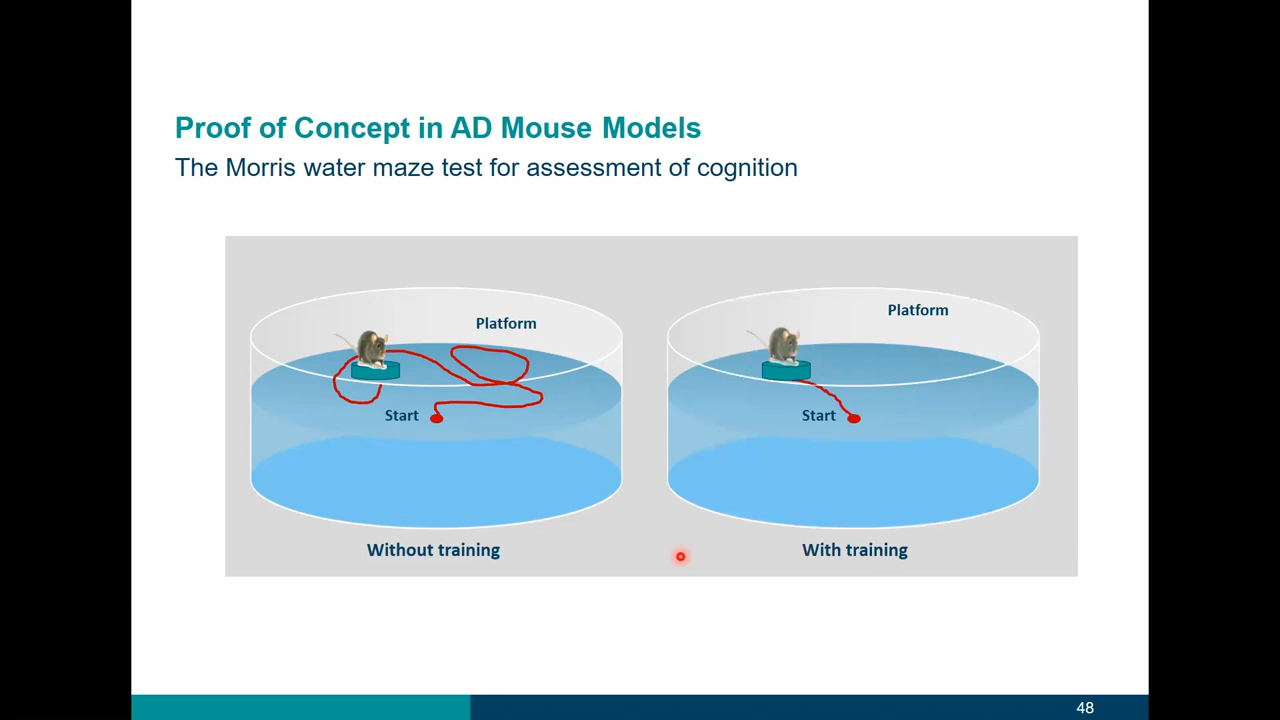 Proof of Concept in AD Mouse Models
The Morris water maze test for assessment of cognition
Platform
Start
Without training
Platform
Start
With training
48